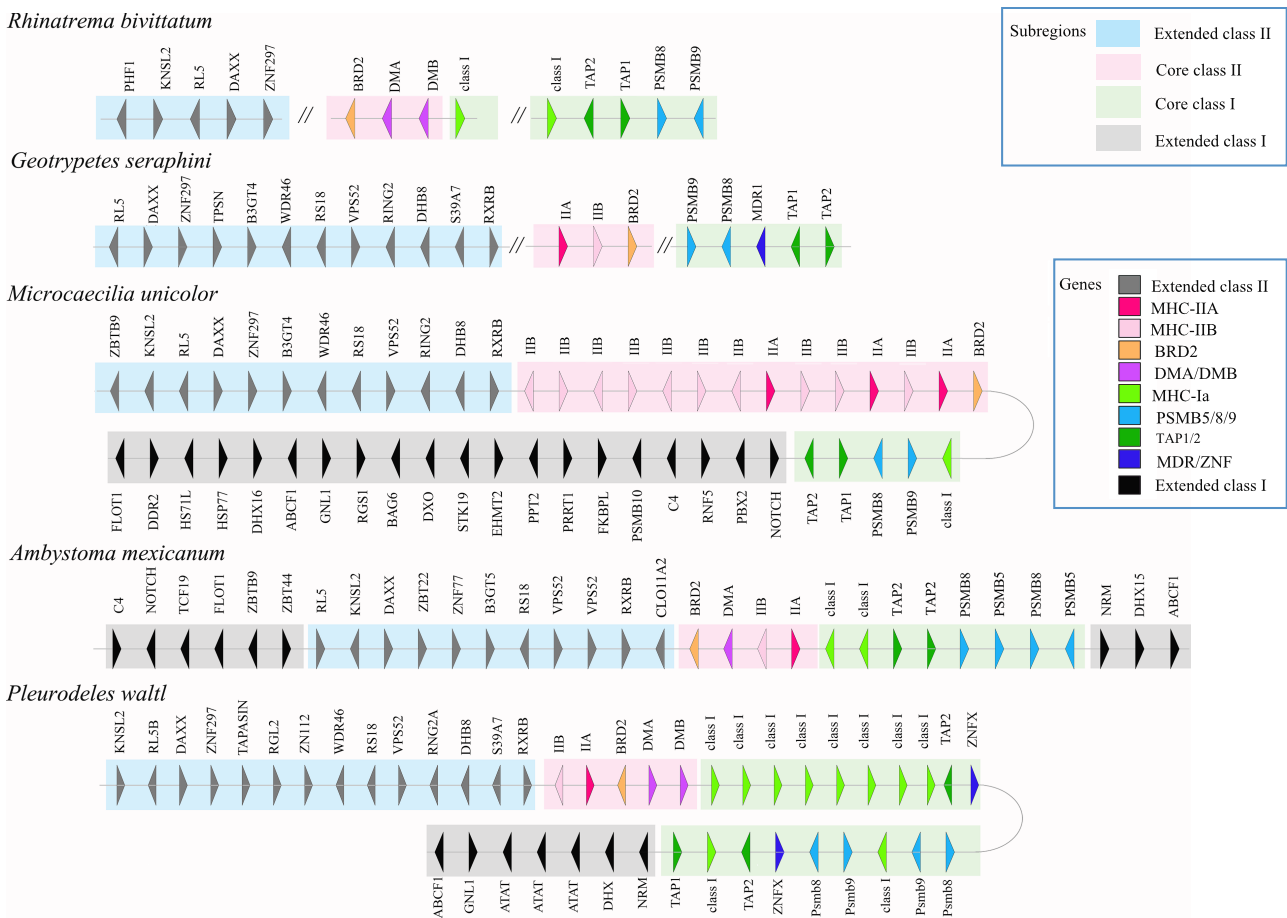 Rhinatrema bivittatum
PHF1 KNSL2 RL5 DAXX ZNF297 // BRD2 DMA DMB class I // class I TAP2 TAP1 PSMB8 PSMB9
Geotrypetes seraphini
RL5 DAXX ZNF297 TPSN B3GT4 WDR46 RS18 VPS52 RING2 DHB8 S39A7 RXRB // IIA IIB BRD2 // PSMB9 PSMB8 MDR1 TAP1 TAP2
Microcaecilia unicolor
ZBTB9 KNSL2 RL5 DAXX ZNF297 B3GT4 WDR46 RS18 VPS52 RING2 DHB8 RXRB IIB IIB IIB IIB IIB IIB IIB IIA IIB IIB IIA IIB IIA BRD2
FLOT1 DDR2 HS71L HSP77 DHX16 ABCF1 GNL1 RGS1 BAG6 DXO STK19 EHMT2 PPT2 PRRT1 FKBPL PSMB10 C4 RNF5 PBX2 NOTCH TAP2 TAP1 PSMB8 PSMB9 class I
Ambystoma mexicanum
C4 NOTCH TCF19 FLOT1 ZBTB9 ZBT44 RL5 KNSL2 DAXX ZBT22 ZNF77 B3GT5 RS18 VPS52 VPS52 RXRB CLO11A2 BRD2 DMA IIB IIA class I class I TAP2 TAP2 PSMB8 PSMB5 PSMB8 PSMB5 NRM DHX15 ABCF1
Pleurodeles waltl
KNSL2 RL5B DAXX ZNF297 TAPASIN RGL2 ZN112 WDR46 RS18 VPS52 RNG2A DHB8 S39A7 RXRB IIB IIA BRD2 DMA DMB class I class I class I class I class I class I class I class I TAP2 ZNFX
ABCF1 GNL1 ATAT ATAT ATAT DHX NRM TAP1 class I TAP2 ZNFX Psmb8 Psmb9 class I Psmb9 Psmb8
Subregions
Extended class II
Core class II
Core class I
Extended class I
Genes
Extended class II
MHC-IIA
MHC-IIB
BRD2
DMA/DMB
MHC-Ia
PSMB5/8/9
TAP1/2
MDR/ZNF
Extended class I